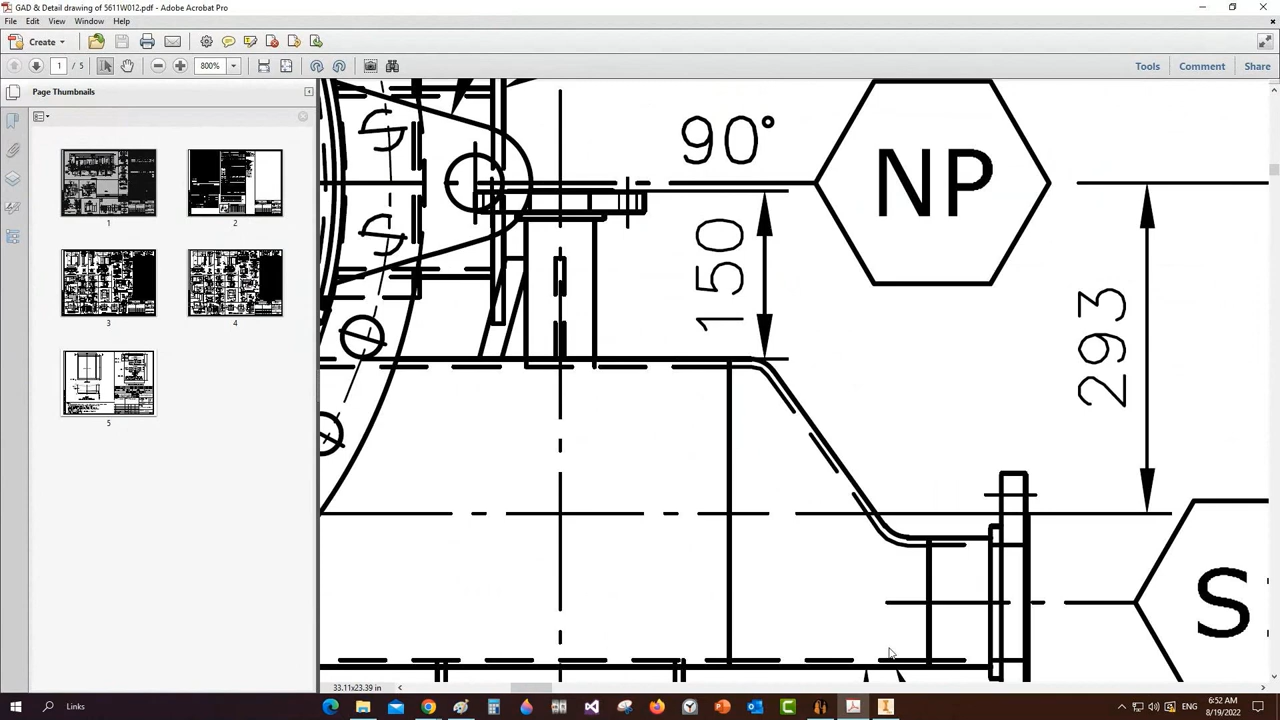 GAD & Detail drawing of 5611W012.pdf - Adobe Acrobat Pro
File Edit View Window Help
Create
1 / 5 800%
Tools Comment Share
Page Thumbnails
1
2
3
4
5
90°
NP
150
293
S
33.11x23.39 in
Links
ENG
6:52 AM
8/19/2022